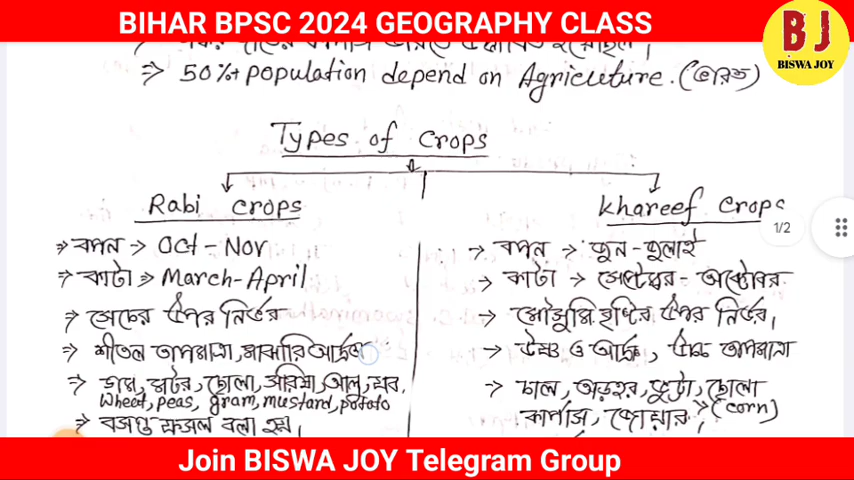 BIHAR BPSC 2024 GEOGRAPHY CLASS
BJ
BISWA JOY
⇒ 50%+ population depend on Agricuture. (ভারত)
Types of crops
Rabi crops
Khareef crops
1/2
⇒ বপন → Oct - Nov
⇒ কাটা ⇒ March-April
⇒ সেচের উপর নির্ভর
⇒ শীতল তাপমাত্রা, মাঝারি আর্দ্রতা
মটর, ছোলা, সরিষা, আলু, যব,
wheat, peas, gram, mustard, potato
⇒ বসন্ত ফসল বলা হয়।
→ বপন → জুন - জুলাই
→ কাটা → সেপ্টেম্বর - অক্টোবর
→ মৌসুমি বৃষ্টির উপর নির্ভর,
→ উষ্ণ ও আর্দ্র, উচ্চ তাপমাত্রা
→ চাল, অড়হর, ভুট্টা, ছোলা
(corn)
কার্পাস, জোয়ার,
Join BISWA JOY Telegram Group